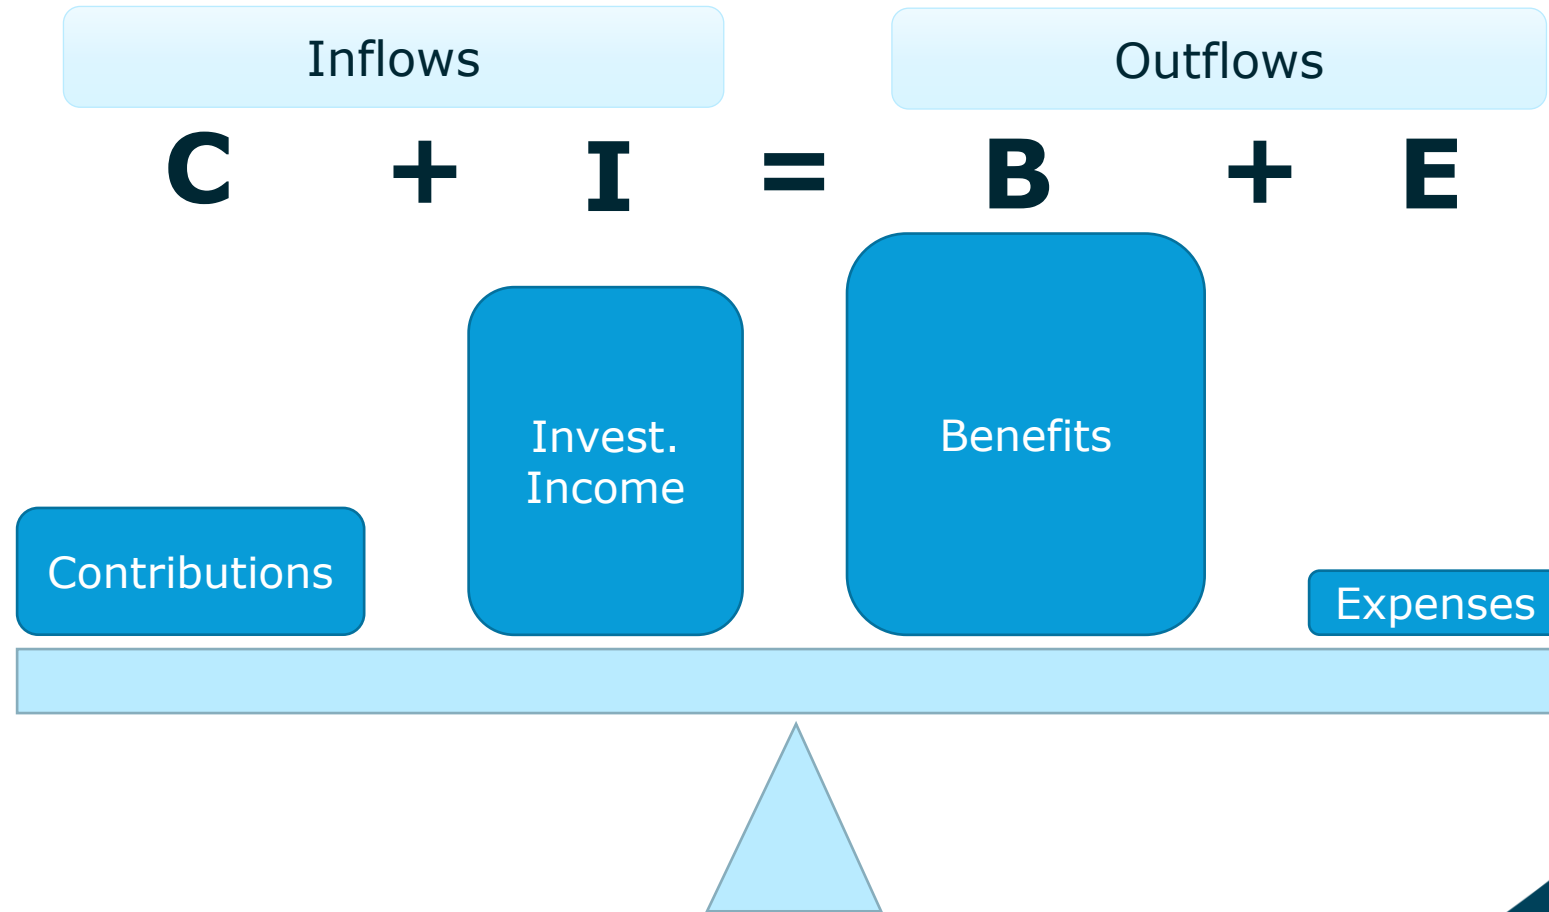 Inflows
Outflows
C + I = B + E
Invest.
Income
Benefits
Contributions
Expenses